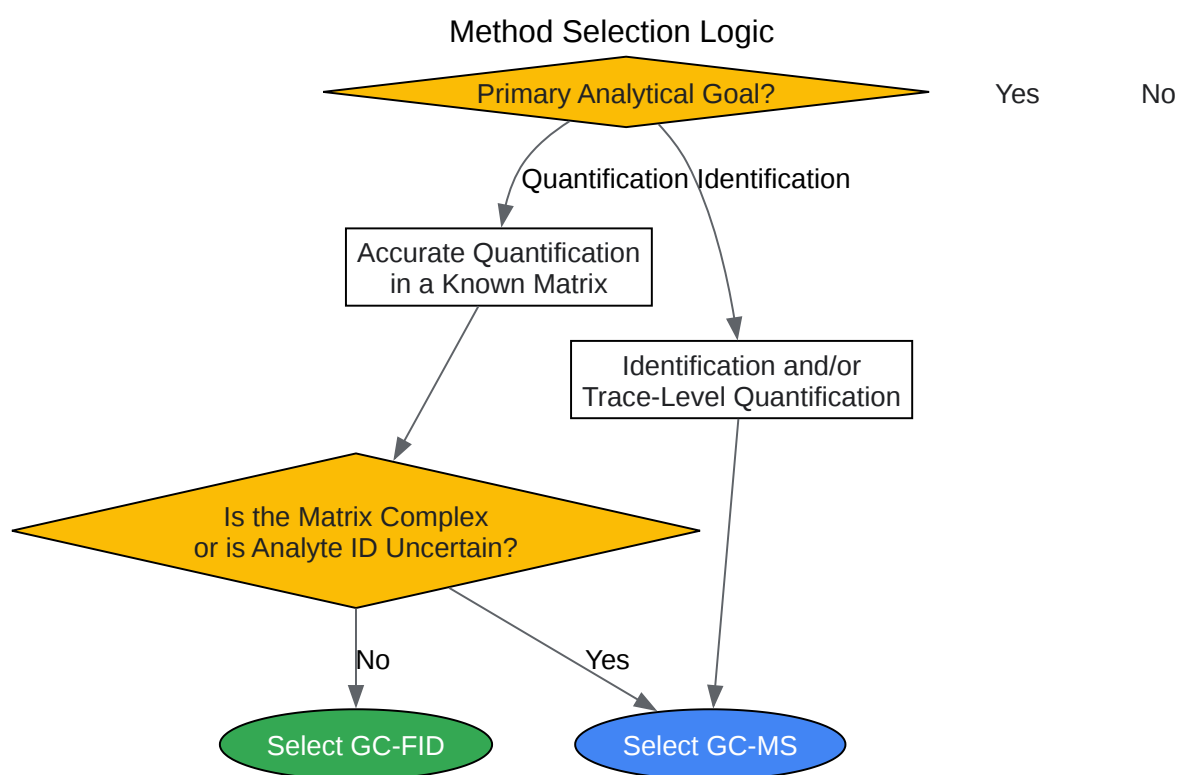 Method Selection Logic
Primary Analytical Goal?
Yes
No
Quantification
Identification
Accurate Quantification
in a Known Matrix
Identification and/or
Trace-Level Quantification
Is the Matrix Complex
or is Analyte ID Uncertain?
No
Yes
Select GC-FID
Select GC-MS